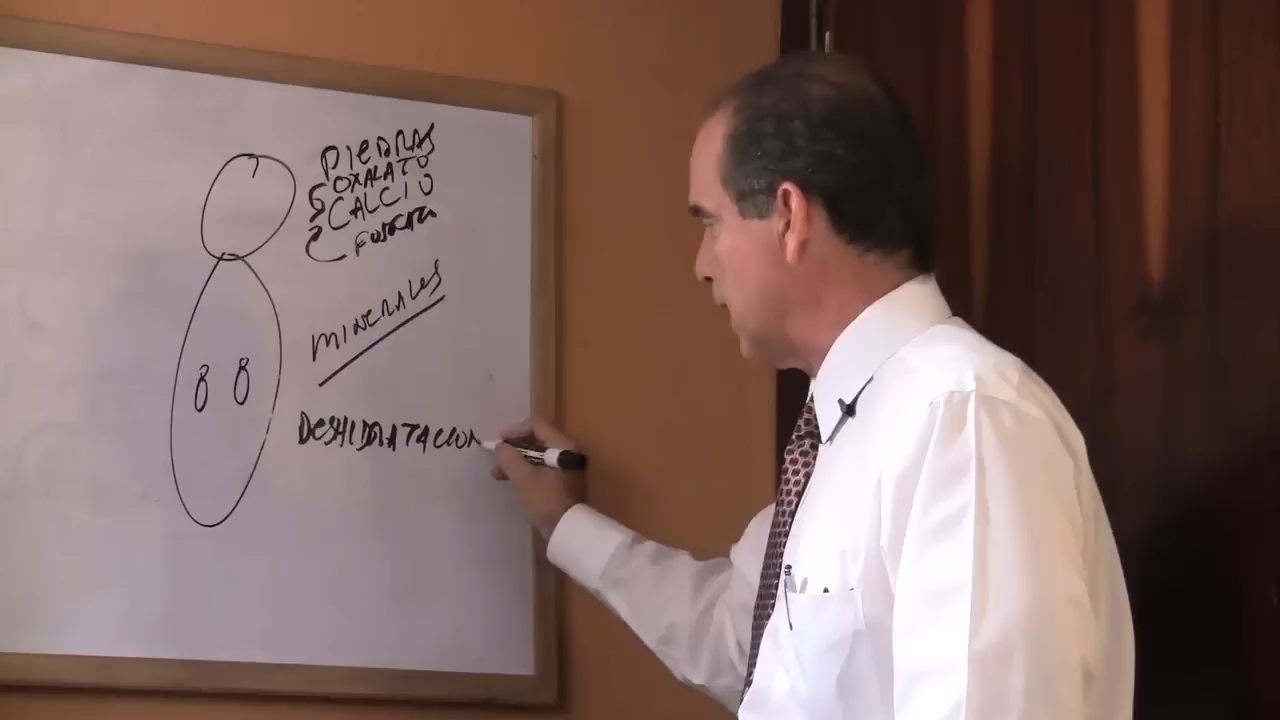 PIEDRAS
OXALATO
CALCIO
MINERALES
DESHIDRATACION